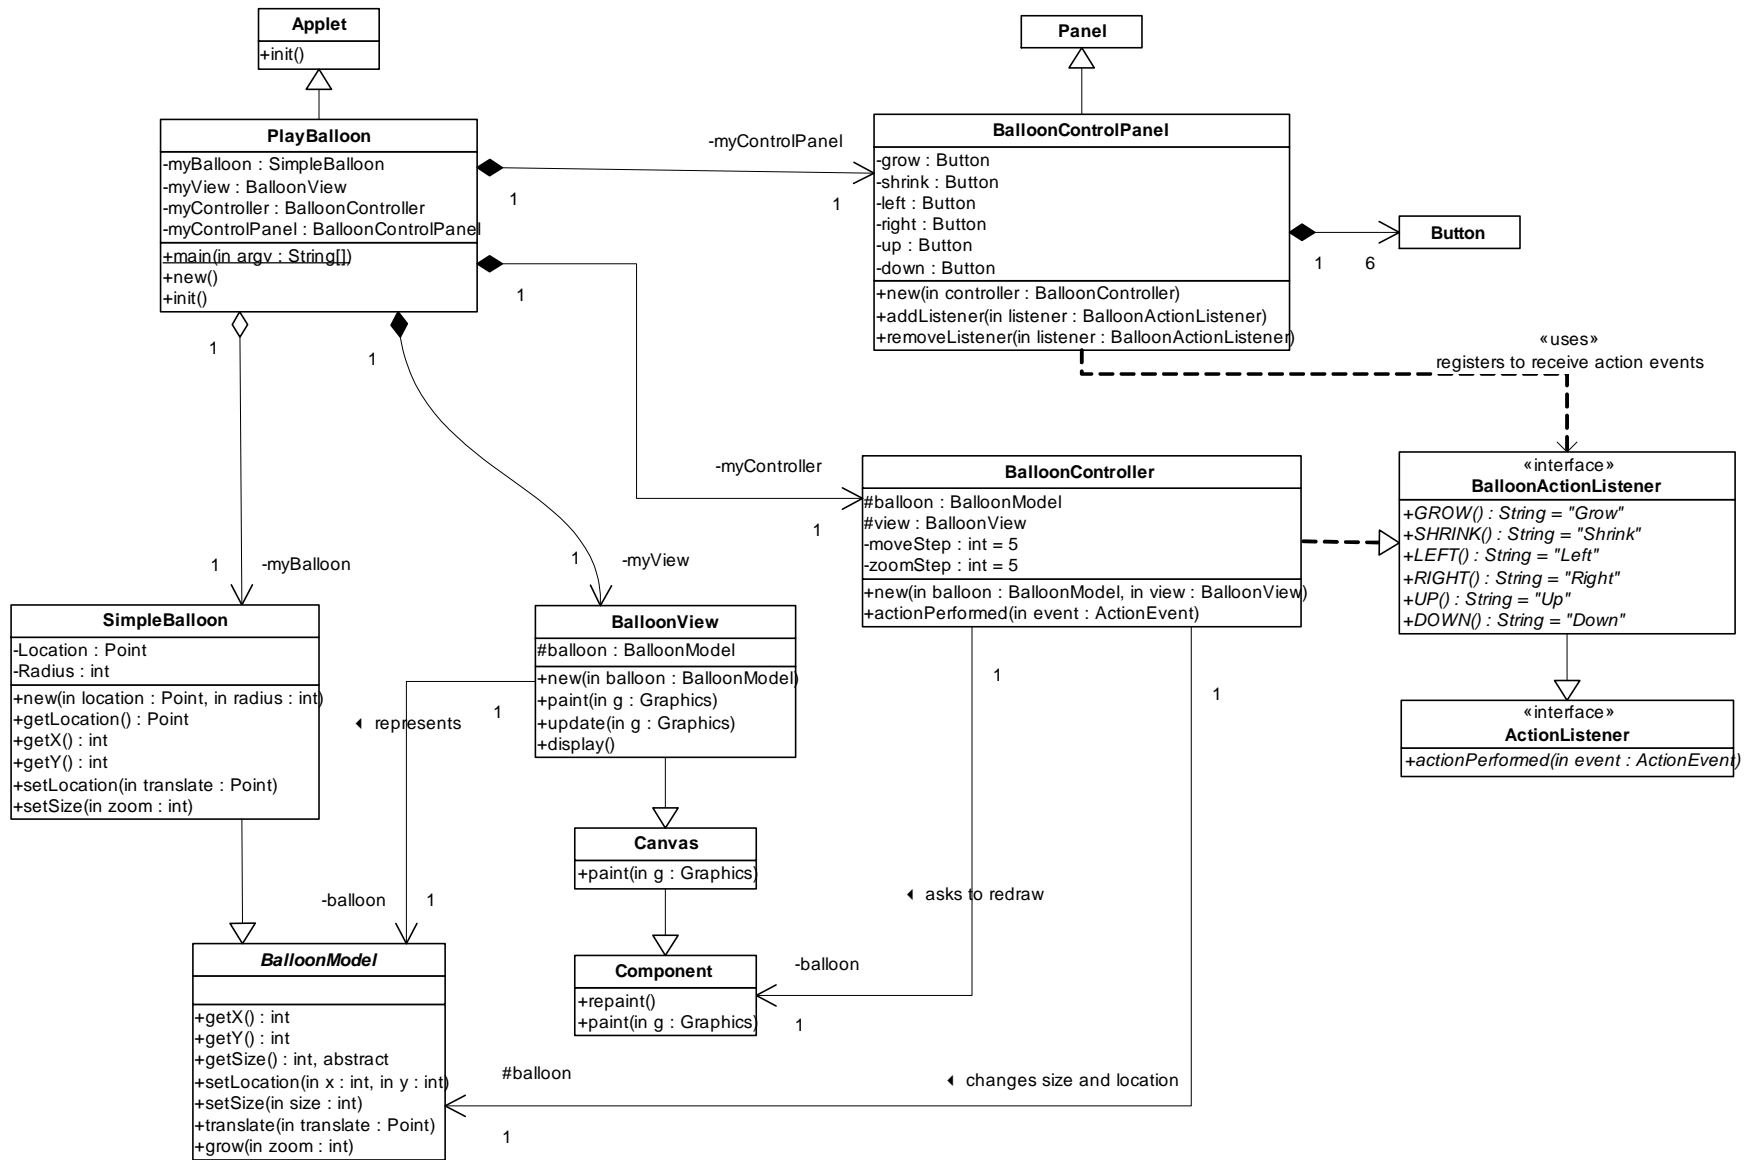 Applet
+init()
Panel
PlayBalloon
-myBalloon : SimpleBalloon
-myView : BalloonView
-myController : BalloonController
-myControlPanel : BalloonControlPanel
+main(in argv : String[])
+new()
+init()
-myControlPanel
1
1
BalloonControlPanel
-grow : Button
-shrink : Button
-left : Button
-right : Button
-up : Button
-down : Button
+new(in controller : BalloonController)
+addListener(in listener : BalloonActionListener)
+removeListener(in listener : BalloonActionListener)
Button
1
6
1
1
1
«uses»
registers to receive action events
-myController
1
BalloonController
#balloon : BalloonModel
#view : BalloonView
-moveStep : int = 5
-zoomStep : int = 5
+new(in balloon : BalloonModel, in view : BalloonView)
+actionPerformed(in event : ActionEvent)
«interface»
BalloonActionListener
+GROW() : String = "Grow"
+SHRINK() : String = "Shrink"
+LEFT() : String = "Left"
+RIGHT() : String = "Right"
+UP() : String = "Up"
+DOWN() : String = "Down"
1
-myBalloon
1
-myView
SimpleBalloon
-Location : Point
-Radius : int
+new(in location : Point, in radius : int)
+getLocation() : Point
+getX() : int
+getY() : int
+setLocation(in translate : Point)
+setSize(in zoom : int)
BalloonView
#balloon : BalloonModel
+new(in balloon : BalloonModel)
+paint(in g : Graphics)
+update(in g : Graphics)
+display()
1
represents
1
1
«interface»
ActionListener
+actionPerformed(in event : ActionEvent)
Canvas
+paint(in g : Graphics)
-balloon
1
asks to redraw
BalloonModel
+getX() : int
+getY() : int
+getSize() : int, abstract
+setLocation(in x : int, in y : int)
+setSize(in size : int)
+translate(in translate : Point)
+grow(in zoom : int)
Component
+repaint()
+paint(in g : Graphics)
-balloon
1
#balloon
1
changes size and location